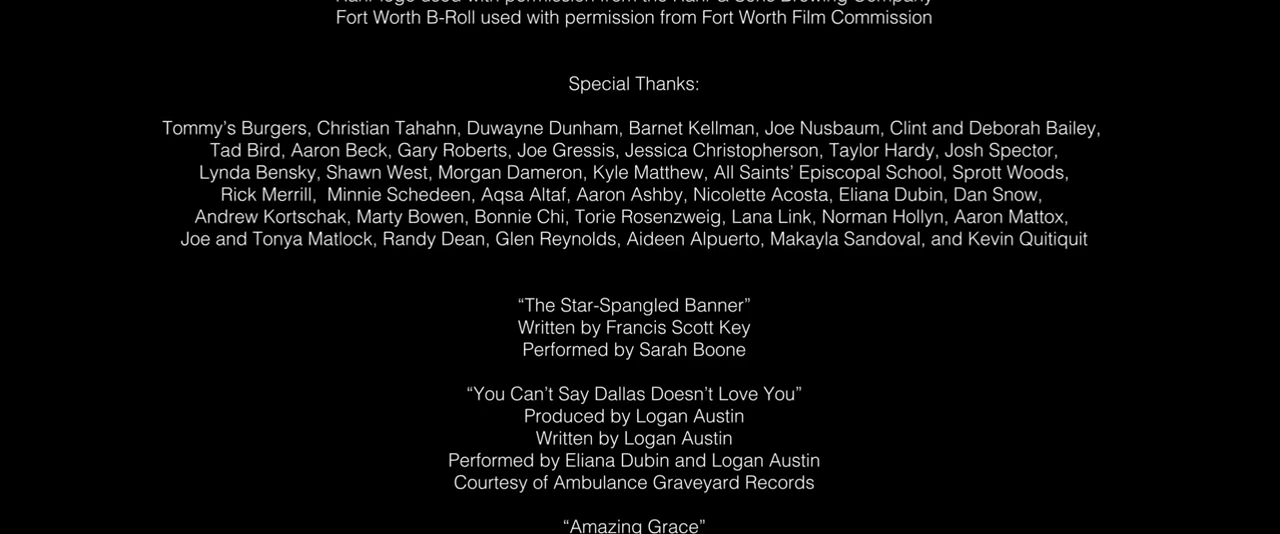 Fort Worth B-Roll used with permission from Fort Worth Film Commission
Special Thanks:
Tommy's Burgers, Christian Tahahn, Duwayne Dunham, Barnet Kellman, Joe Nusbaum, Clint and Deborah Bailey,
Tad Bird, Aaron Beck, Gary Roberts, Joe Gressis, Jessica Christopherson, Taylor Hardy, Josh Spector,
Lynda Bensky, Shawn West, Morgan Dameron, Kyle Matthew, All Saints' Episcopal School, Sprott Woods,
Rick Merrill,  Minnie Schedeen, Aqsa Altaf, Aaron Ashby, Nicolette Acosta, Eliana Dubin, Dan Snow,
Andrew Kortschak, Marty Bowen, Bonnie Chi, Torie Rosenzweig, Lana Link, Norman Hollyn, Aaron Mattox,
Joe and Tonya Matlock, Randy Dean, Glen Reynolds, Aideen Alpuerto, Makayla Sandoval, and Kevin Quitiquit
“The Star-Spangled Banner”
Written by Francis Scott Key
Performed by Sarah Boone
“You Can't Say Dallas Doesn't Love You”
Produced by Logan Austin
Written by Logan Austin
Performed by Eliana Dubin and Logan Austin
Courtesy of Ambulance Graveyard Records
“Amazing Grace”